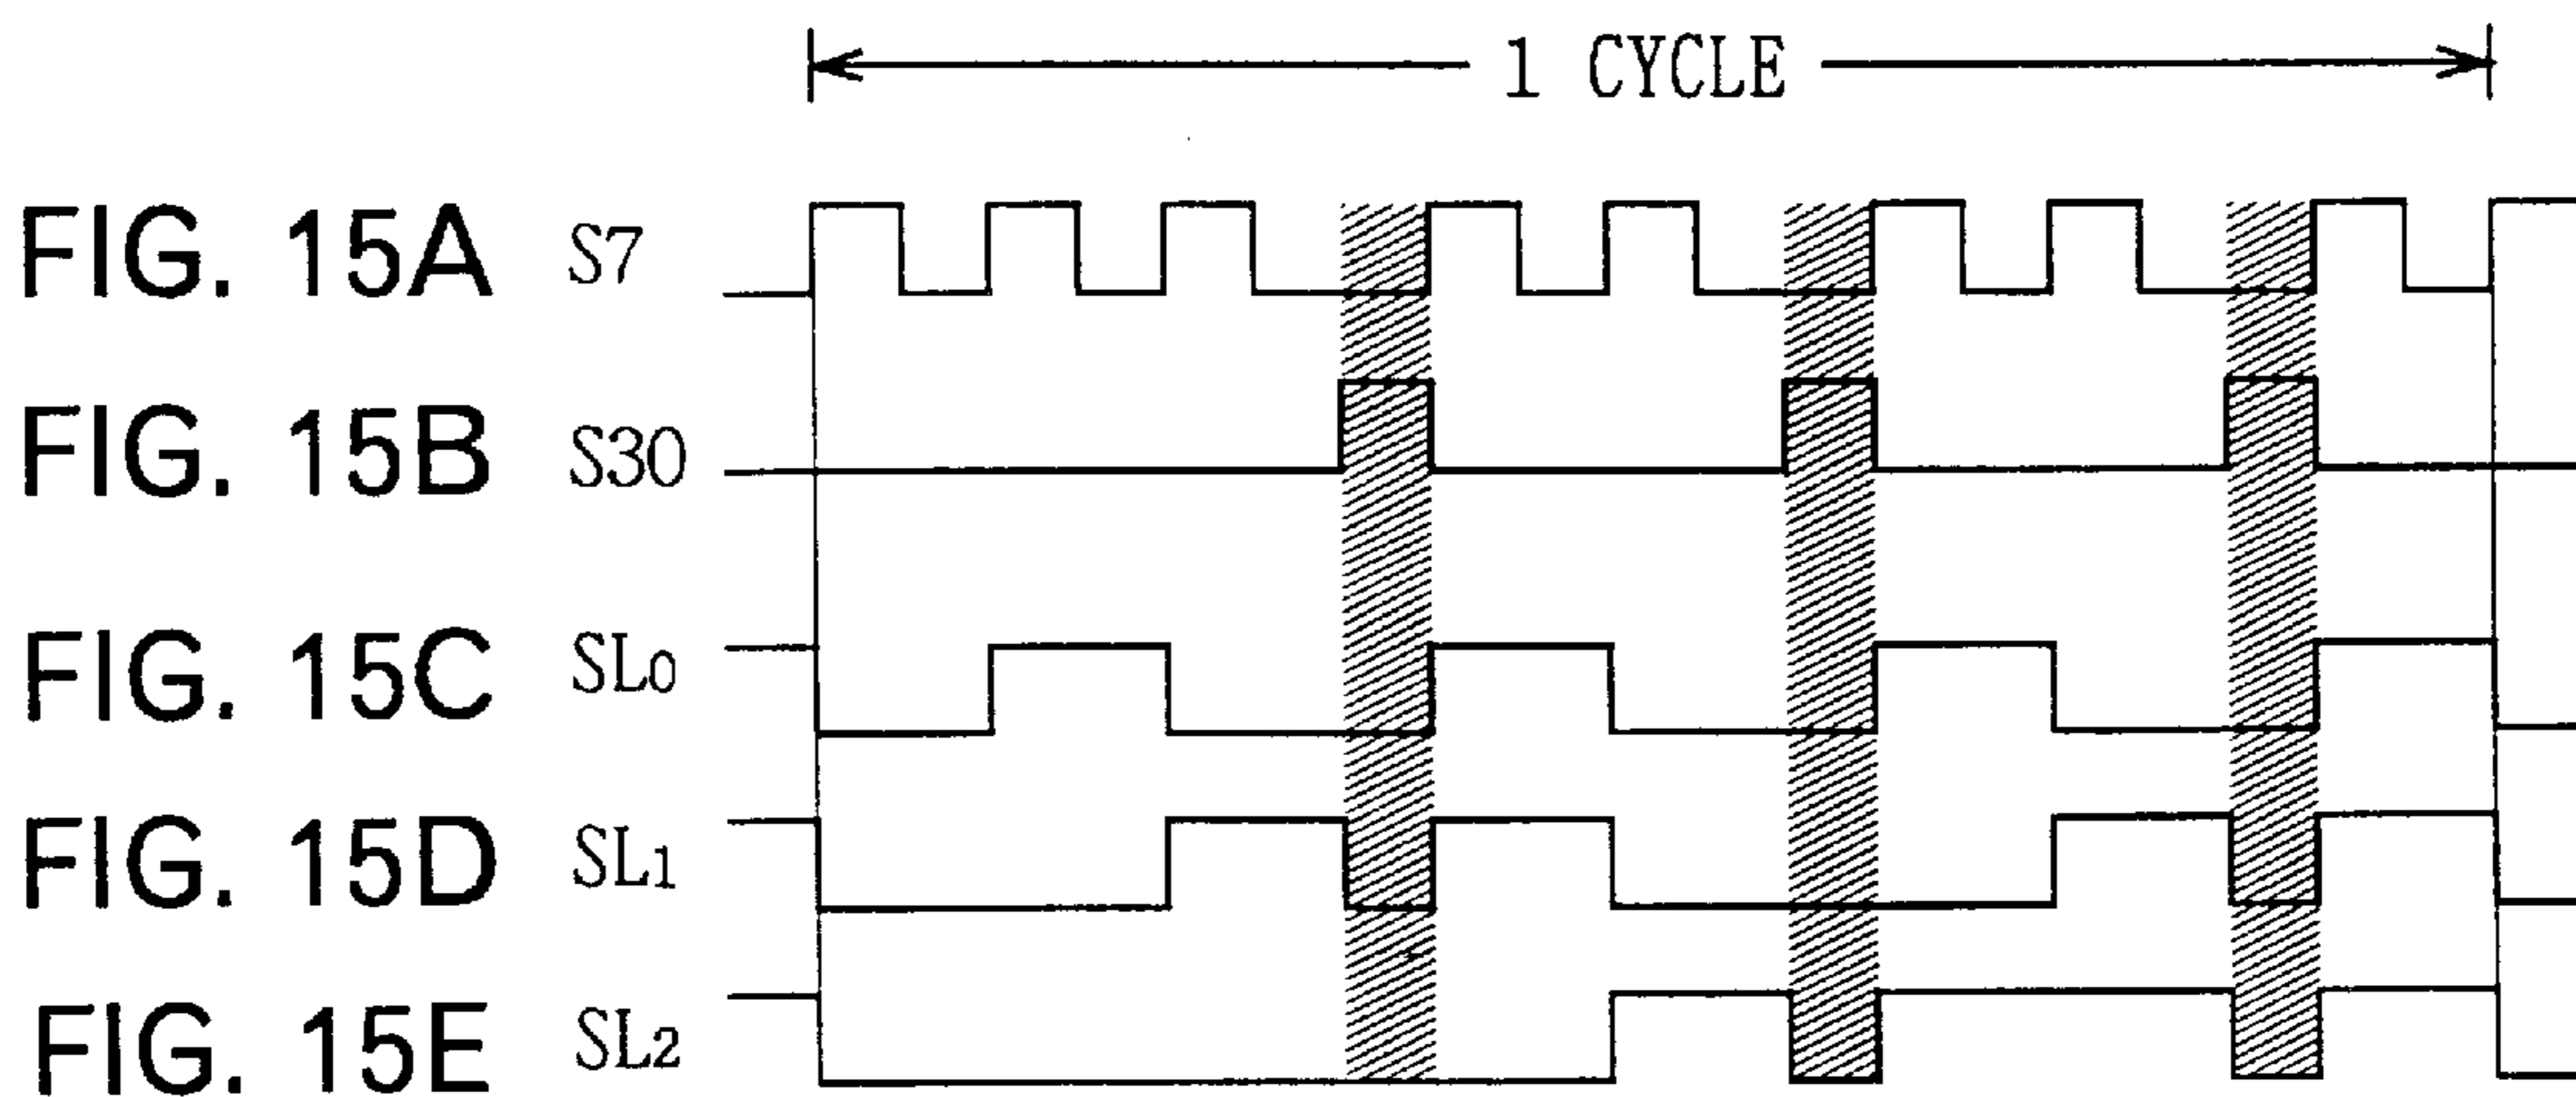 1 CYCLE
FIG. 15A S7
FIG. 15B S30
FIG. 15C SL0
FIG. 15D SL1
FIG. 15E SL2